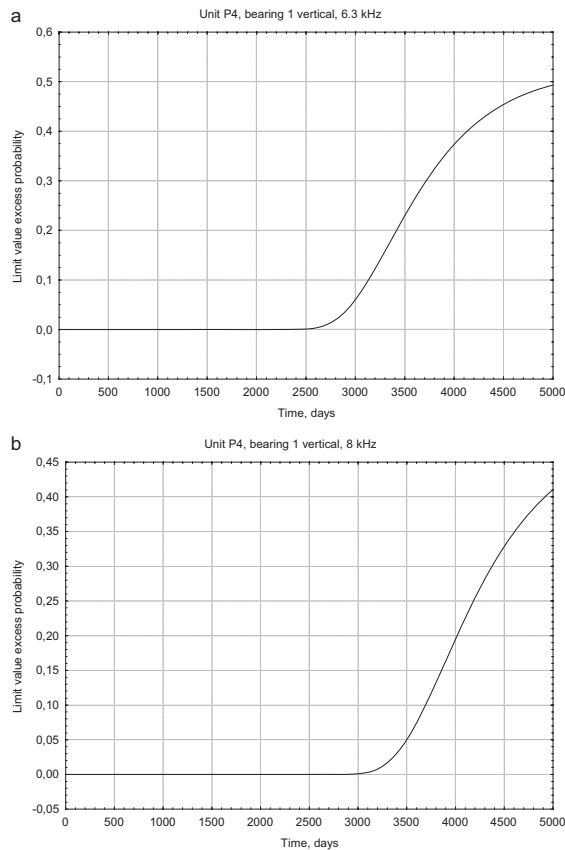 a
Unit P4, bearing 1 vertical, 6.3 kHz
Limit value excess probability
0,6
0,5
0,4
0,3
0,2
0,1
0,0
-0,1
0 500 1000 1500 2000 2500 3000 3500 4000 4500 5000
Time, days
b
Unit P4, bearing 1 vertical, 8 kHz
Limit value excess probability
0,45
0,40
0,35
0,30
0,25
0,20
0,15
0,10
0,05
0,00
-0,05
0 500 1000 1500 2000 2500 3000 3500 4000 4500 5000
Time, days